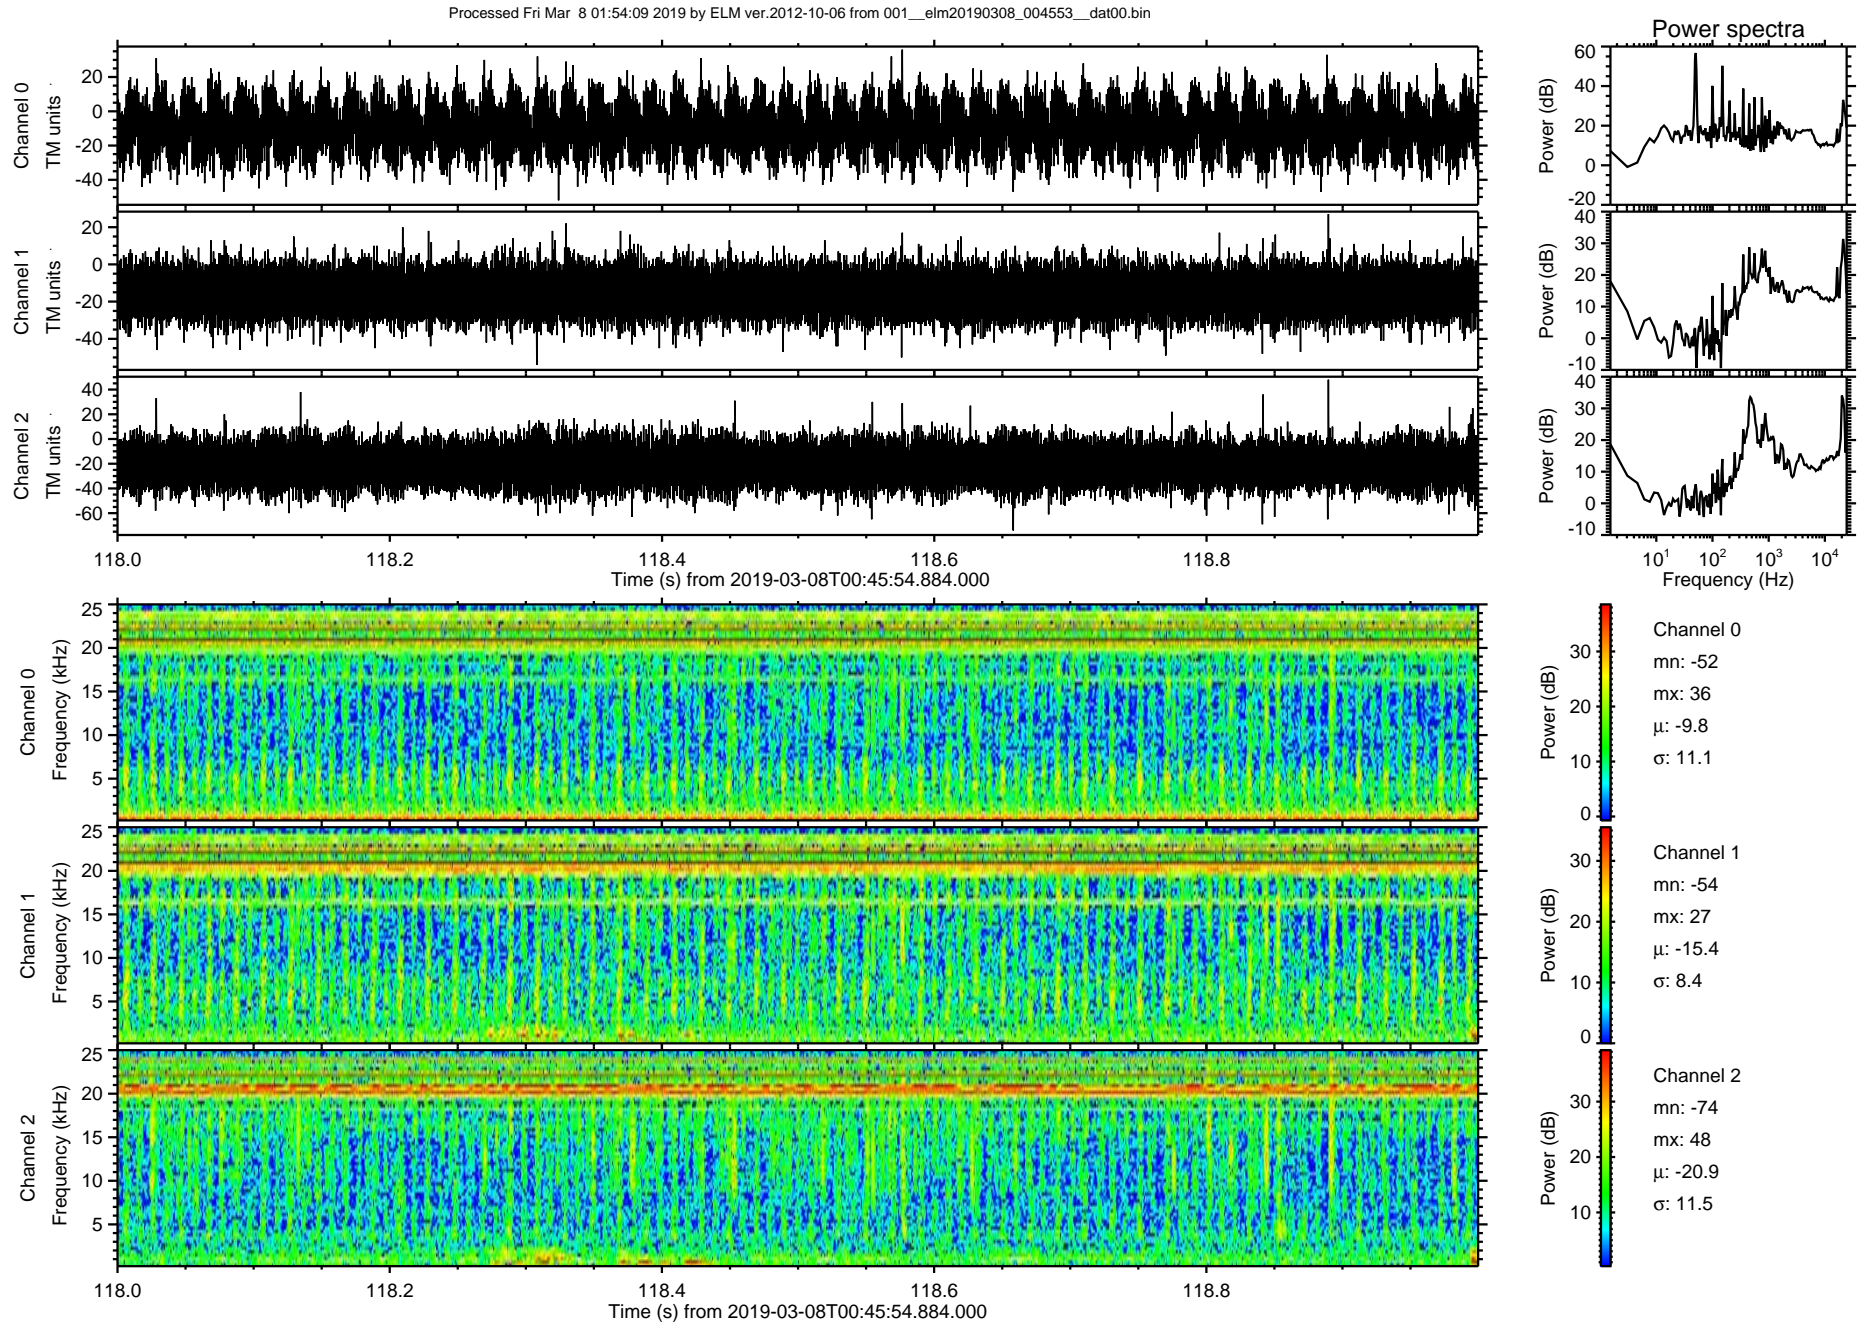 Processed Fri Mar  8 01:54:09 2019 by ELM ver.2012-10-06 from 001__elm20190308_004553__dat00.bin
Power spectra
Channel 0
TM units
20
0
-20
-40
Power (dB)
60
40
20
0
-20
Channel 1
TM units
20
0
-20
-40
Power (dB)
40
30
20
10
0
-10
Channel 2
TM units
40
20
0
-20
-40
-60
Power (dB)
40
30
20
10
0
-10
118.0 118.2 118.4 118.6 118.8
Time (s) from 2019-03-08T00:45:54.884.000
10^1 10^2 10^3 10^4
Frequency (Hz)
Channel 0
Frequency (kHz)
25
20
15
10
5
Power (dB)
30
20
10
0
Channel 0
mn: -52
mx: 36
µ: -9.8
σ: 11.1
Channel 1
Frequency (kHz)
25
20
15
10
5
Power (dB)
30
20
10
0
Channel 1
mn: -54
mx: 27
µ: -15.4
σ: 8.4
Channel 2
Frequency (kHz)
25
20
15
10
5
Power (dB)
30
20
10
Channel 2
mn: -74
mx: 48
µ: -20.9
σ: 11.5
118.0 118.2 118.4 118.6 118.8
Time (s) from 2019-03-08T00:45:54.884.000